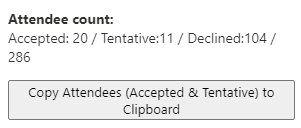 Attendee count:
Accepted: 20 / Tentative:11 / Declined:104 /
286
Copy Attendees (Accepted & Tentative) to
Clipboard